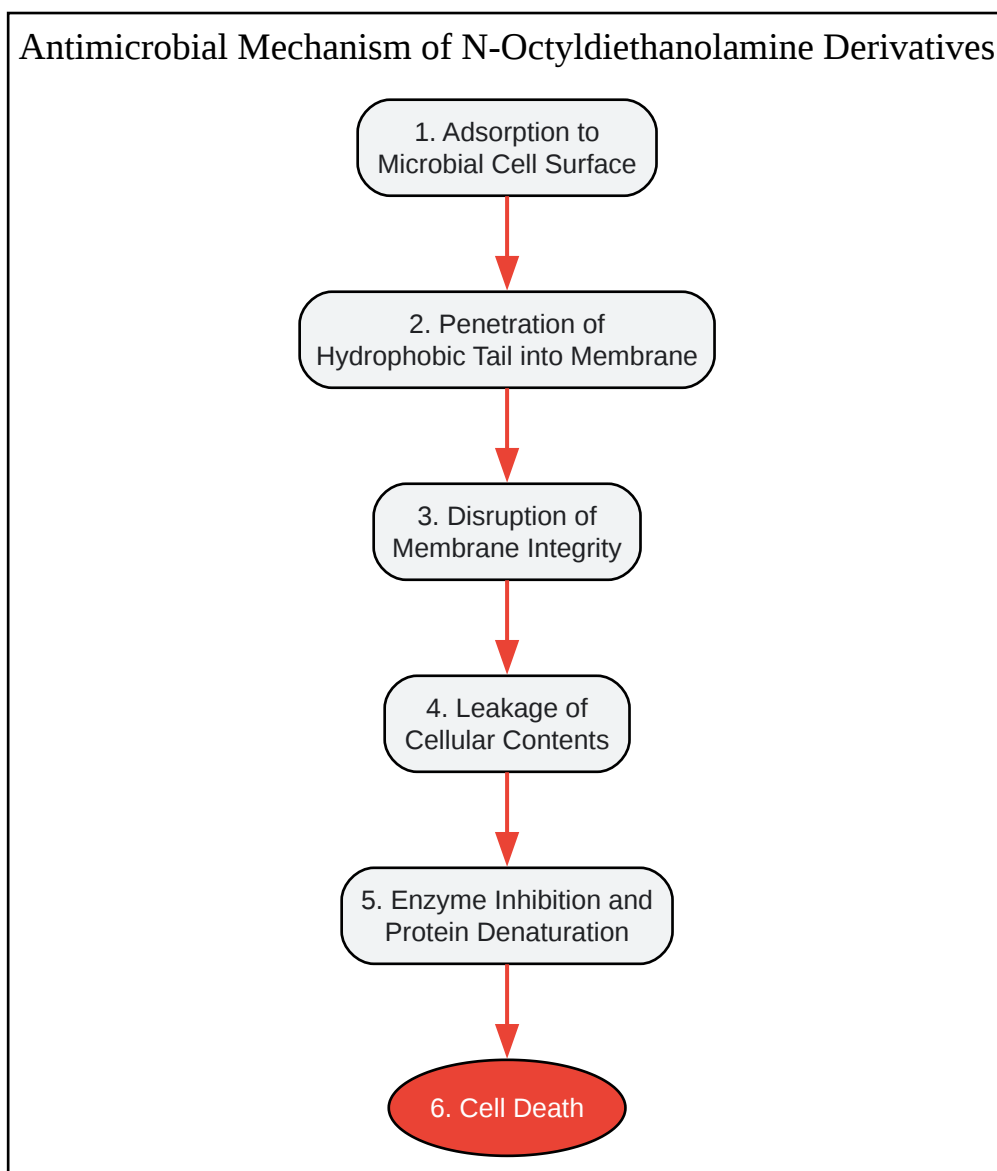 Antimicrobial Mechanism of N-Octyldiethanolamine Derivatives
1. Adsorption to
Microbial Cell Surface
2. Penetration of
Hydrophobic Tail into Membrane
3. Disruption of
Membrane Integrity
4. Leakage of
Cellular Contents
5. Enzyme Inhibition and
Protein Denaturation
6. Cell Death